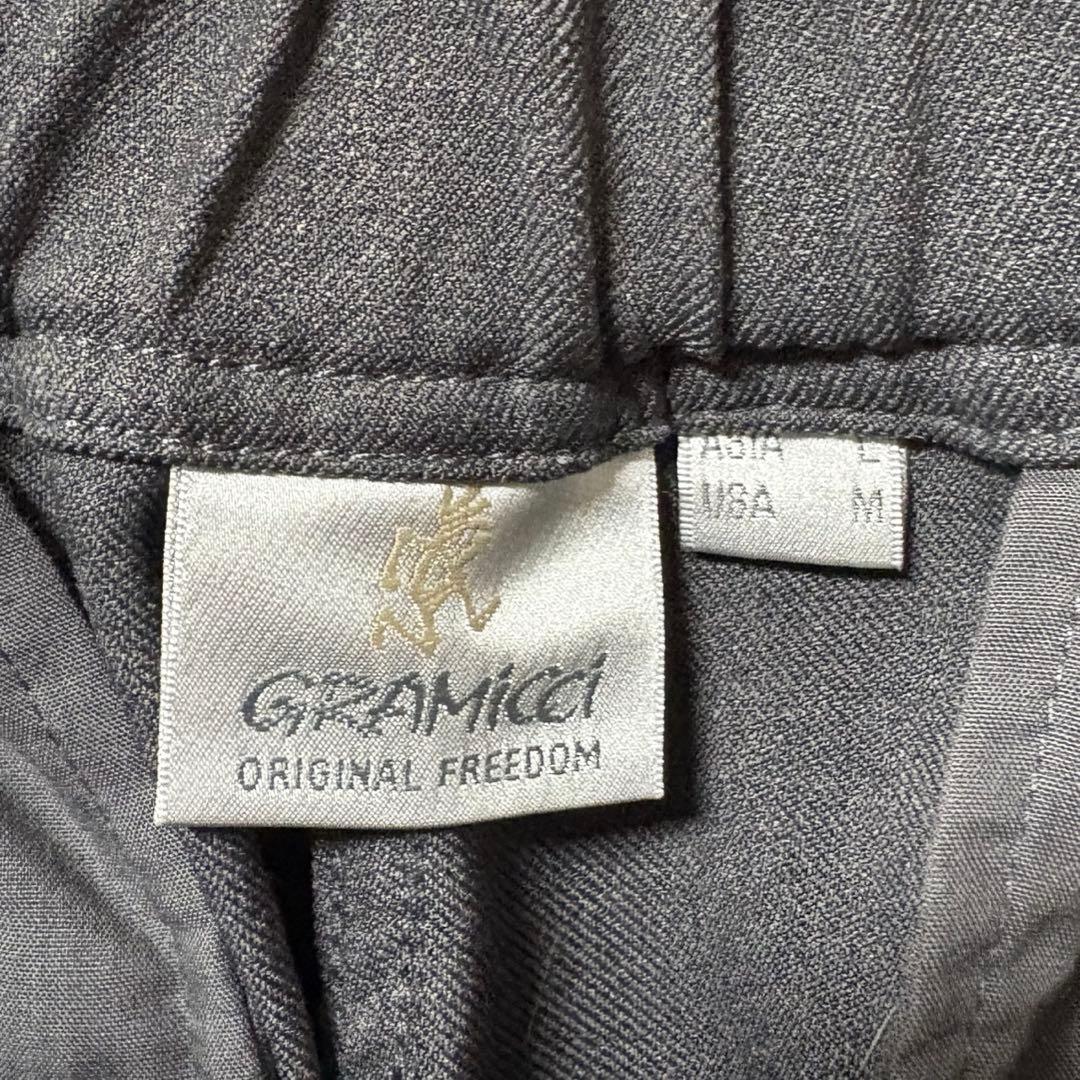 ASIA L
USA M
GRAMiCCi
ORIGINAL FREEDOM